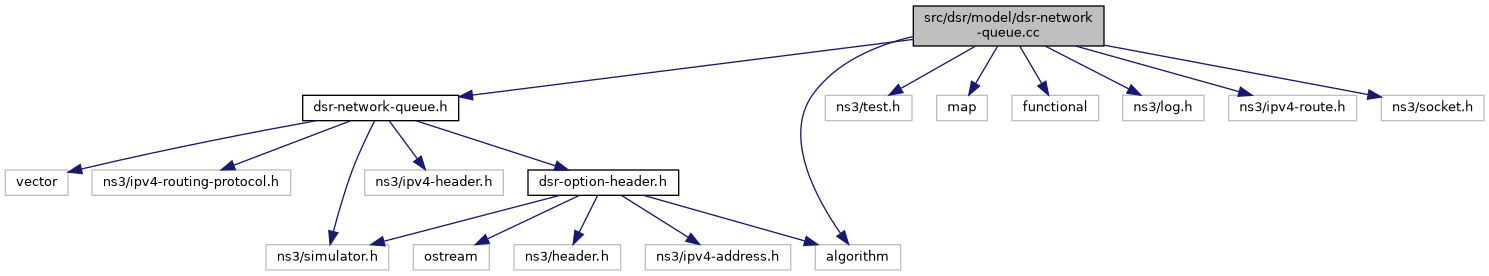 src/dsr/model/dsr-network
-queue.cc
dsr-network-queue.h
ns3/test.h
map
functional
ns3/log.h
ns3/ipv4-route.h
ns3/socket.h
vector
ns3/ipv4-routing-protocol.h
ns3/ipv4-header.h
dsr-option-header.h
ns3/simulator.h
ostream
ns3/header.h
ns3/ipv4-address.h
algorithm